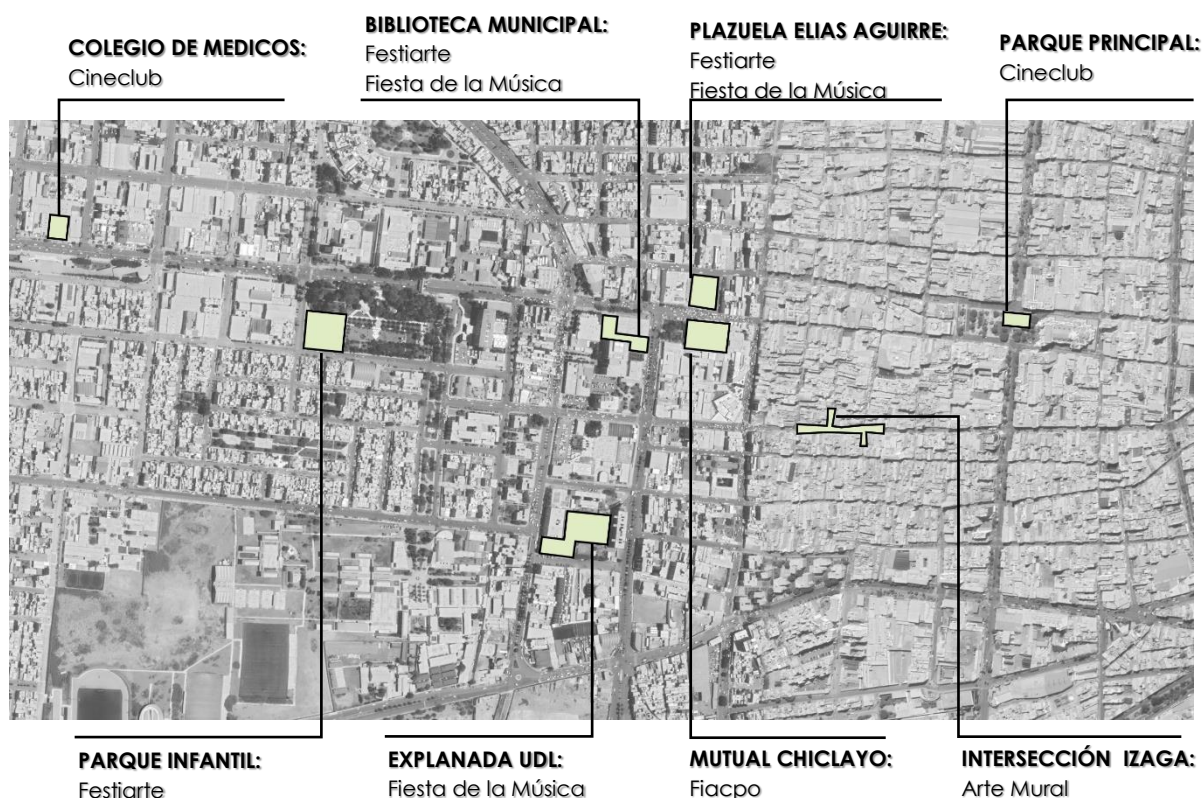 COLEGIO DE MEDICOS:
Cineclub
BIBLIOTECA MUNICIPAL:
Festiarte
Fiesta de la Música
PLAZUELA ELIAS AGUIRRE:
Festiarte
Fiesta de la Música
PARQUE PRINCIPAL:
Cineclub
PARQUE INFANTIL:
Festiarte
EXPLANADA UDL:
Fiesta de la Música
MUTUAL CHICLAYO:
Fiacpo
INTERSECCIÓN IZAGA:
Arte Mural